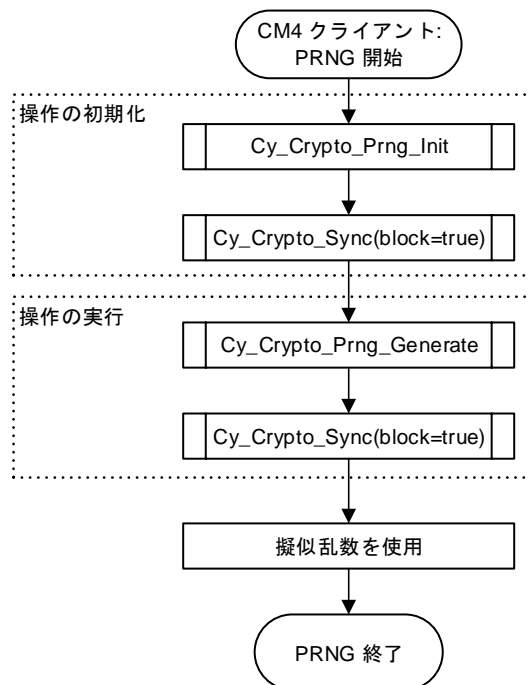 CM4 クライアント:
PRNG 開始
操作の初期化
Cy_Crypto_Prng_Init
Cy_Crypto_Sync(block=true)
操作の実行
Cy_Crypto_Prng_Generate
Cy_Crypto_Sync(block=true)
擬似乱数を使用
PRNG 終了